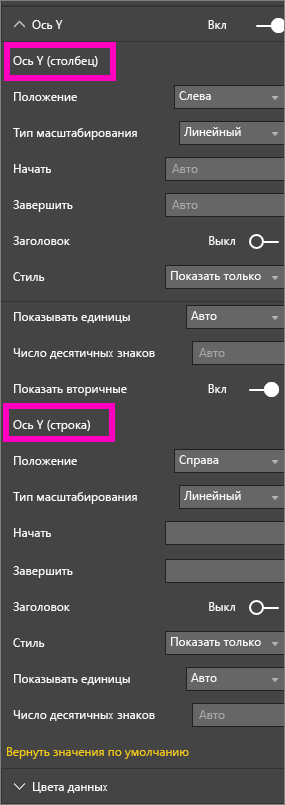 Ось Y Вкл
Ось Y (столбец)
Положение Слева
Тип масштабирования Линейный
Начать Авто
Завершить Авто
Заголовок Выкл
Стиль Показать только
Показывать единицы Авто
Число десятичных знаков Авто
Показать вторичные Вкл
Ось Y (строка)
Положение Справа
Тип масштабирования Линейный
Начать
Завершить
Заголовок Выкл
Стиль Показать только
Показывать единицы Авто
Число десятичных знаков Авто
Вернуть значения по умолчанию
Цвета данных